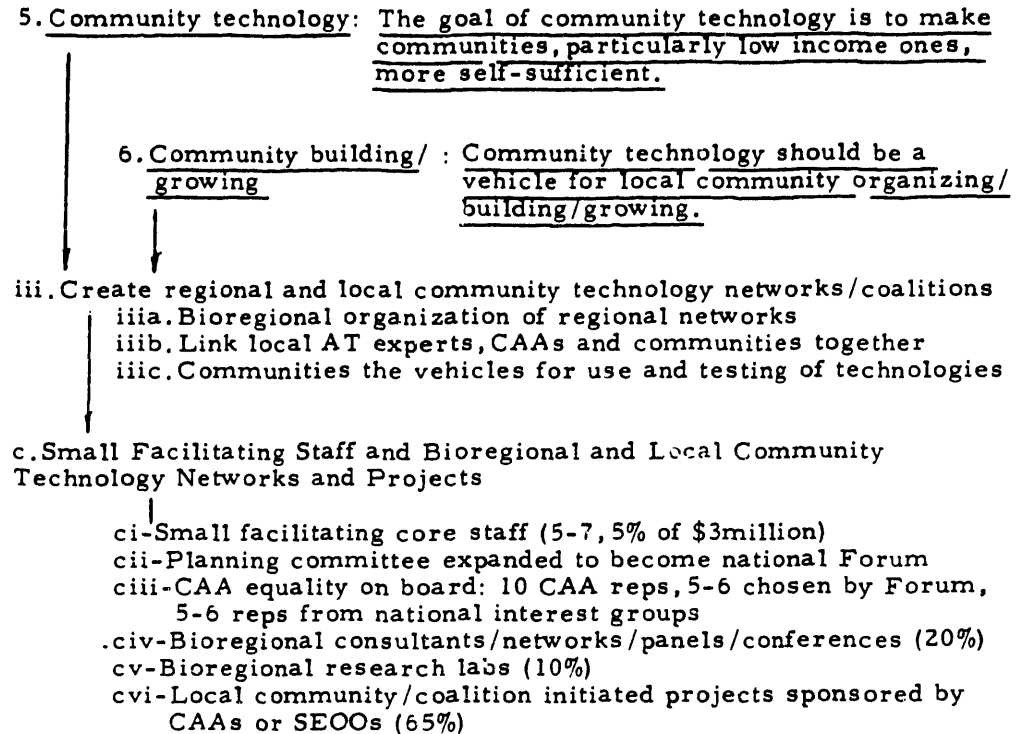 5. Community technology: The goal of community technology is to make
communities, particularly low income ones,
more self-sufficient.
6. Community building/ : Community technology should be a
growing vehicle for local community organizing/
building/growing.
iii. Create regional and local community technology networks/coalitions
iiia. Bioregional organization of regional networks
iiib. Link local AT experts, CAAs and communities together
iiic. Communities the vehicles for use and testing of technologies
c. Small Facilitating Staff and Bioregional and Local Community
Technology Networks and Projects
ci-Small facilitating core staff (5-7, 5% of $3million)
cii-Planning committee expanded to become national Forum
ciii-CAA equality on board: 10 CAA reps, 5-6 chosen by Forum,
5-6 reps from national interest groups
.civ-Bioregional consultants/networks/panels/conferences (20%)
cv-Bioregional research labs (10%)
cvi-Local community/coalition initiated projects sponsored by
CAAs or SEOOs (65%)